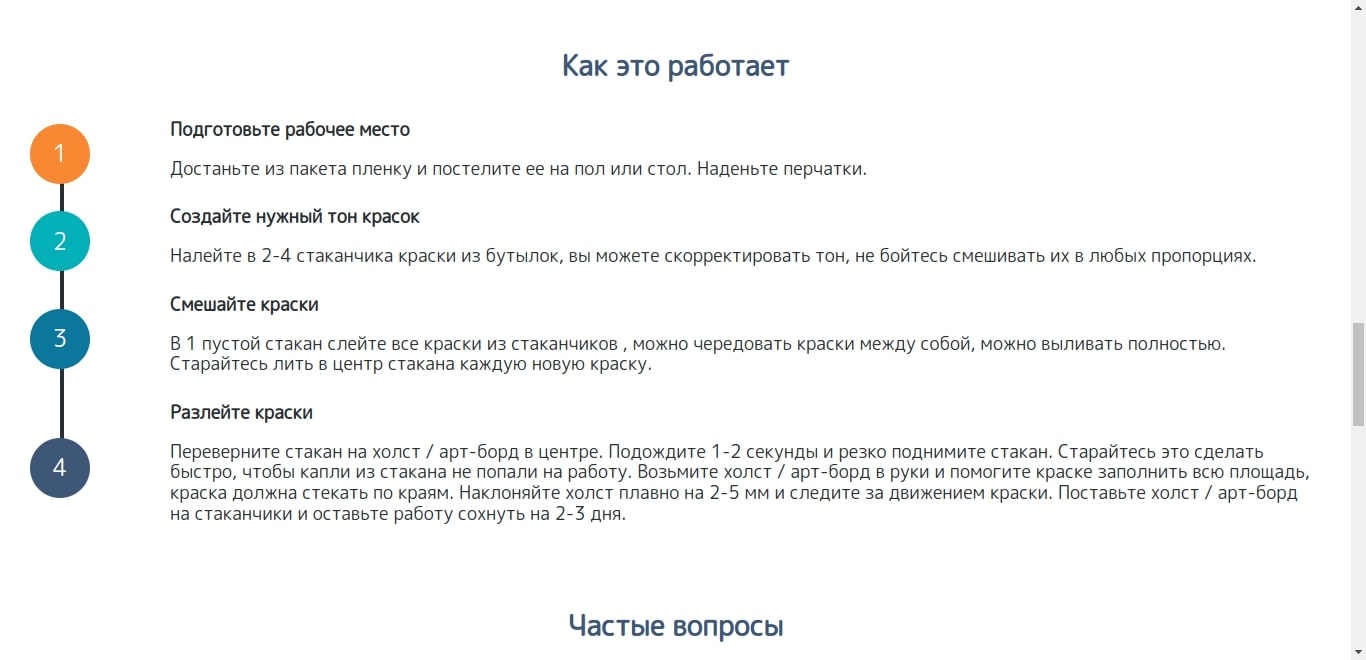 Как это работает
1
Подготовьте рабочее место
Достаньте из пакета пленку и постелите ее на пол или стол. Наденьте перчатки.
2
Создайте нужный тон красок
Налейте в 2-4 стаканчика краски из бутылок, вы можете скорректировать тон, не бойтесь смешивать их в любых пропорциях.
3
Смешайте краски
В 1 пустой стакан слейте все краски из стаканчиков , можно чередовать краски между собой, можно выливать полностью.
Старайтесь лить в центр стакана каждую новую краску.
4
Разлейте краски
Переверните стакан на холст / арт-борд в центре. Подождите 1-2 секунды и резко поднимите стакан. Старайтесь это сделать
быстро, чтобы капли из стакана не попали на работу. Возьмите холст / арт-борд в руки и помогите краске заполнить всю площадь,
краска должна стекать по краям. Наклоняйте холст плавно на 2-5 мм и следите за движением краски. Поставьте холст / арт-борд
на стаканчики и оставьте работу сохнуть на 2-3 дня.
Частые вопросы